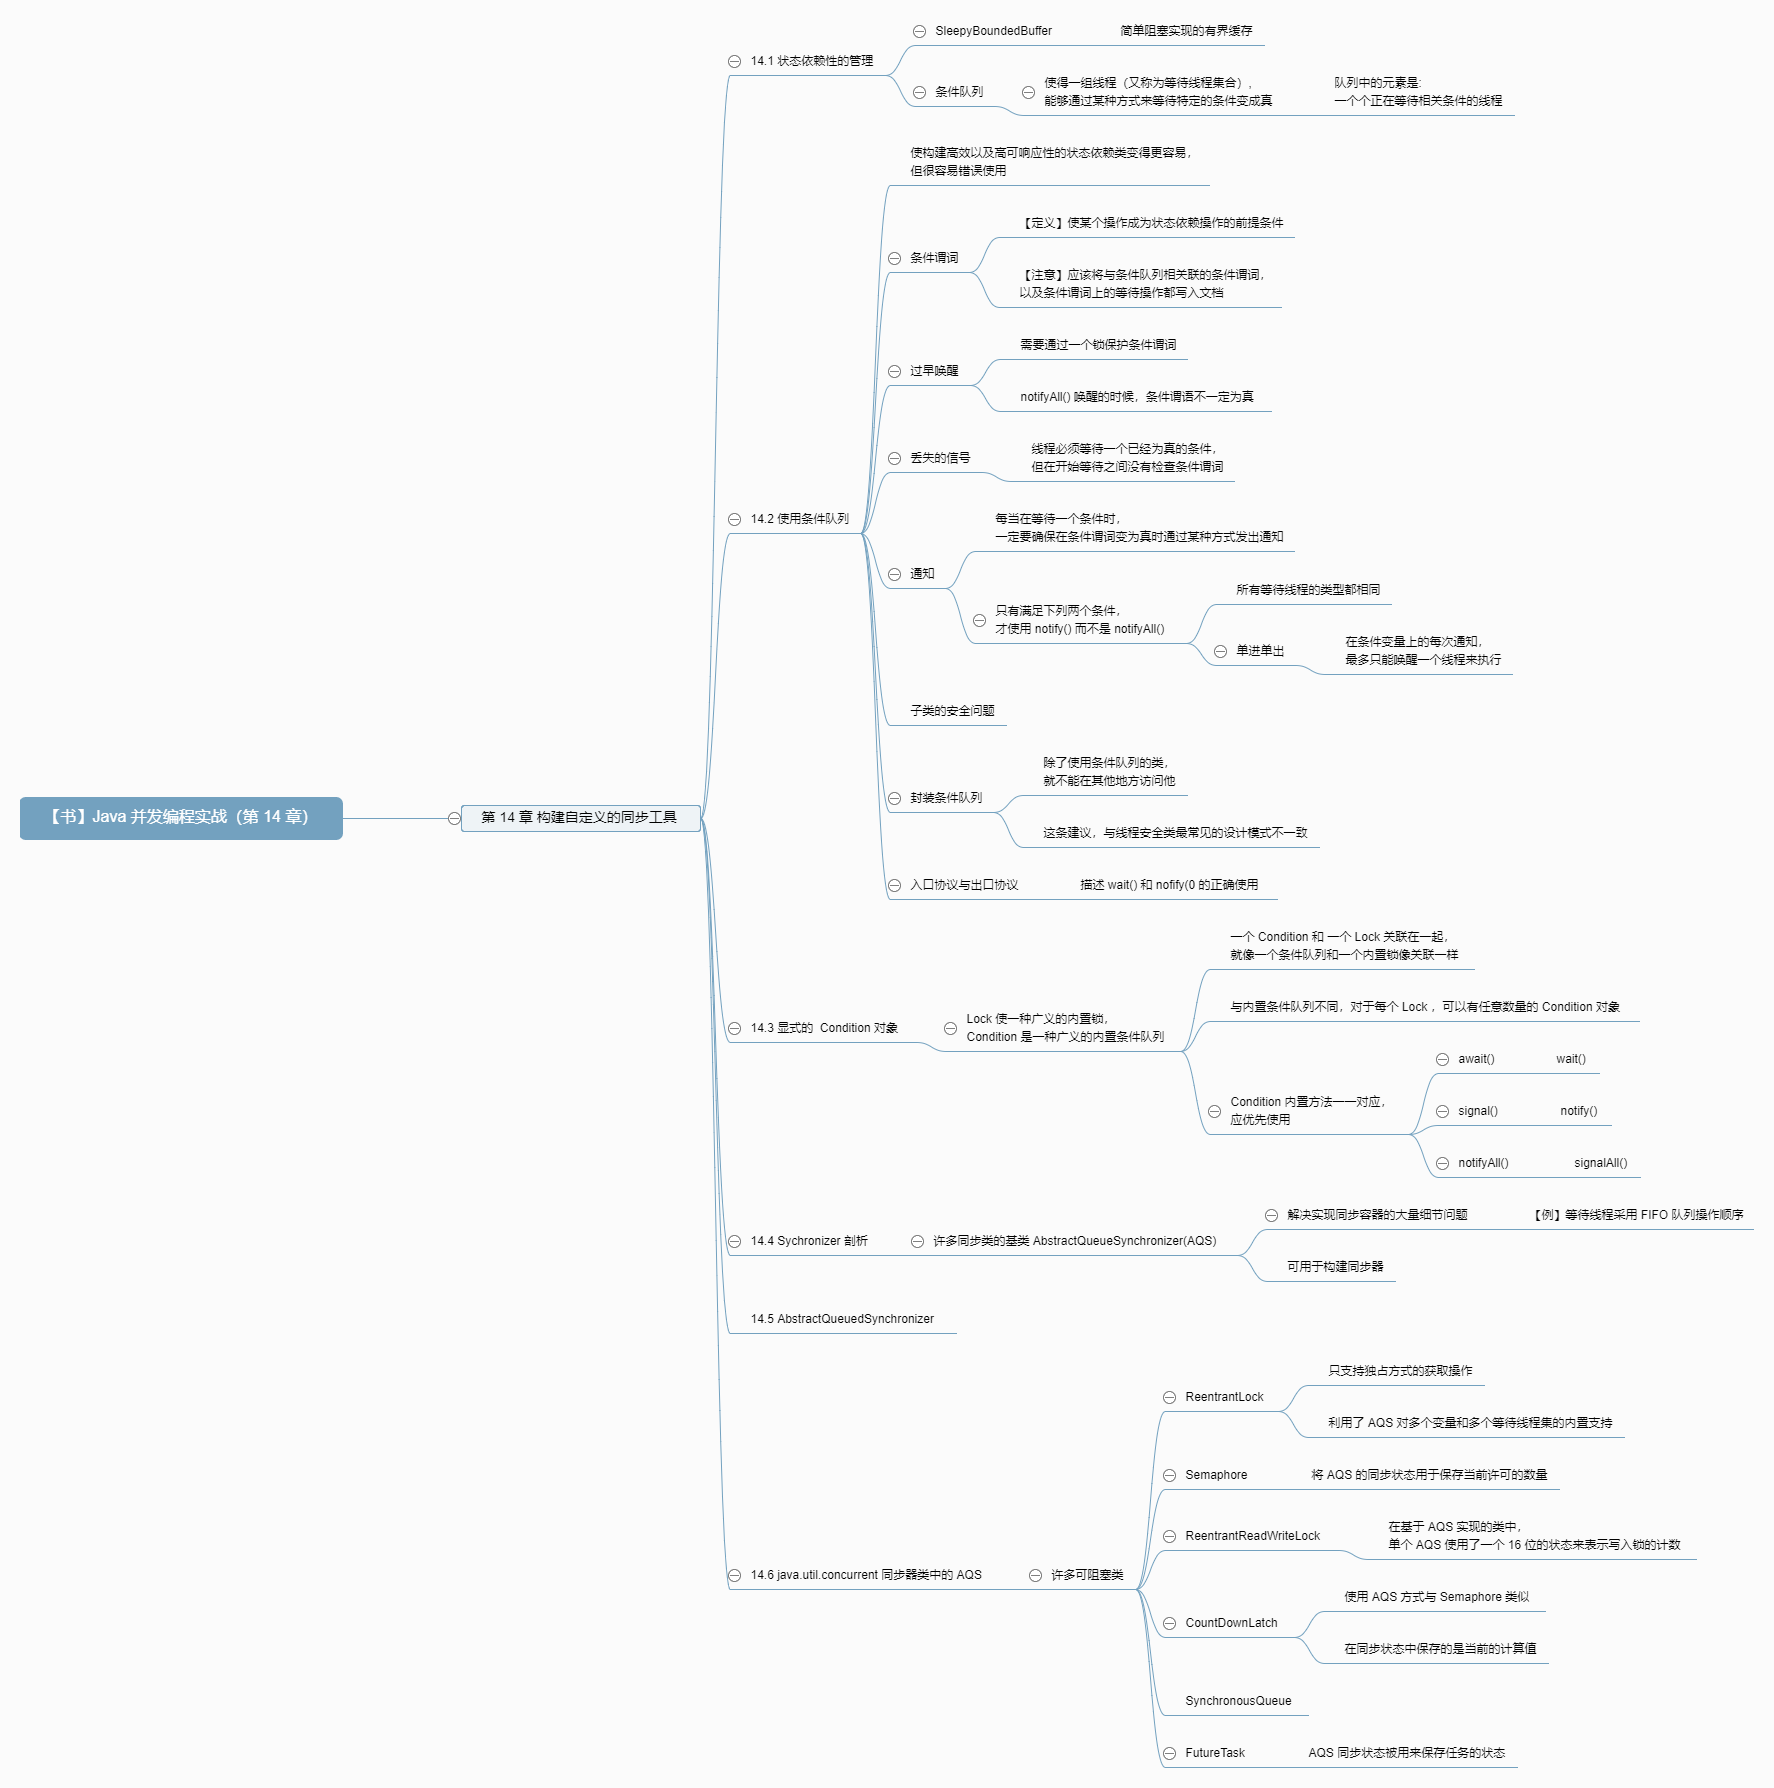 【书】Java 并发编程实战（第 14 章）
第 14 章 构建自定义的同步工具
14.1 状态依赖性的管理
SleepyBoundedBuffer
简单阻塞实现的有界缓存
条件队列
使得一组线程（又称为等待线程集合），
能够通过某种方式来等待特定的条件变成真
队列中的元素是:
一个个正在等待相关条件的线程
14.2 使用条件队列
使构建高效以及高可响应性的状态依赖类变得更容易，
但很容易错误使用
条件谓词
【定义】使某个操作成为状态依赖操作的前提条件
【注意】应该将与条件队列相关联的条件谓词，
以及条件谓词上的等待操作都写入文档
过早唤醒
需要通过一个锁保护条件谓词
notifyAll() 唤醒的时候，条件谓语不一定为真
丢失的信号
线程必须等待一个已经为真的条件，
但在开始等待之间没有检查条件谓词
通知
每当在等待一个条件时，
一定要确保在条件谓词变为真时通过某种方式发出通知
只有满足下列两个条件，
才使用 notify() 而不是 notifyAll()
所有等待线程的类型都相同
单进单出
在条件变量上的每次通知，
最多只能唤醒一个线程来执行
子类的安全问题
封装条件队列
除了使用条件队列的类，
就不能在其他地方访问他
这条建议，与线程安全类最常见的设计模式不一致
入口协议与出口协议
描述 wait() 和 nofify(0 的正确使用
14.3 显式的  Condition 对象
Lock 使一种广义的内置锁，
Condition 是一种广义的内置条件队列
一个 Condition 和 一个 Lock 关联在一起，
就像一个条件队列和一个内置锁像关联一样
与内置条件队列不同，对于每个 Lock ，可以有任意数量的 Condition 对象
Condition 内置方法一一对应，
应优先使用
await()
wait()
signal()
notify()
notifyAll()
signalAll()
14.4 Sychronizer 剖析
许多同步类的基类 AbstractQueueSynchronizer(AQS)
解决实现同步容器的大量细节问题
【例】等待线程采用 FIFO 队列操作顺序
可用于构建同步器
14.5 AbstractQueuedSynchronizer
14.6 java.util.concurrent 同步器类中的 AQS
许多可阻塞类
ReentrantLock
只支持独占方式的获取操作
利用了 AQS 对多个变量和多个等待线程集的内置支持
Semaphore
将 AQS 的同步状态用于保存当前许可的数量
ReentrantReadWriteLock
在基于 AQS 实现的类中，
单个 AQS 使用了一个 16 位的状态来表示写入锁的计数
CountDownLatch
使用 AQS 方式与 Semaphore 类似
在同步状态中保存的是当前的计算值
SynchronousQueue
FutureTask
AQS 同步状态被用来保存任务的状态